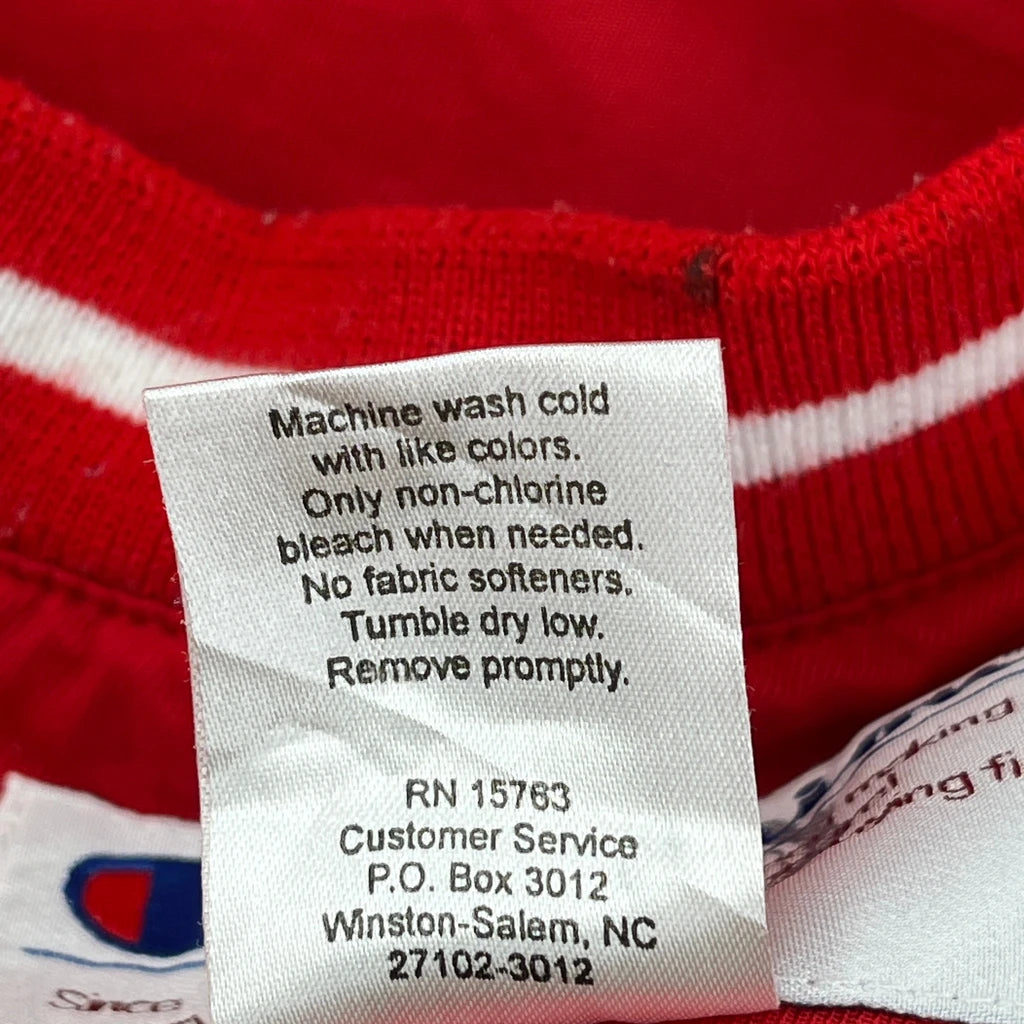 Machine wash cold
with like colors.
Only non-chlorine
bleach when needed.
No fabric softeners.
Tumble dry low.
Remove promptly.
RN 15763
Customer Service
P.O. Box 3012
Winston-Salem, NC
27102-3012
Since